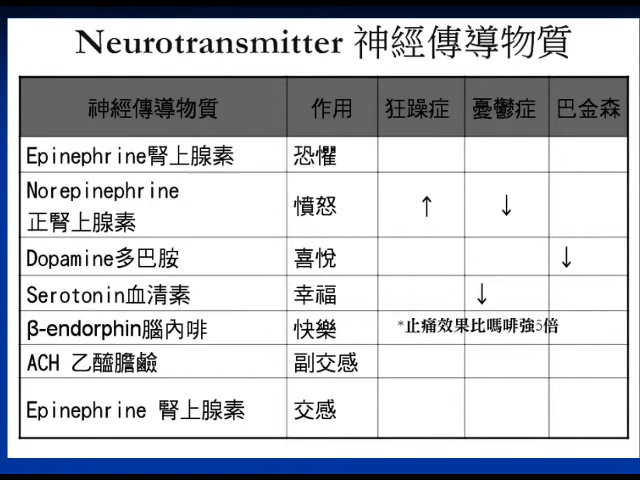 Neurotransmitter 神經傳導物質
神經傳導物質 作用 狂躁症 憂鬱症 巴金森
Epinephrine腎上腺素 恐懼
Norepinephrine
正腎上腺素 憤怒 ↑ ↓
Dopamine多巴胺 喜悅 ↓
Serotonin血清素 幸福 ↓
β-endorphin腦內啡 快樂 *止痛效果比嗎啡強5倍
ACH 乙醯膽鹼 副交感
Epinephrine 腎上腺素 交感